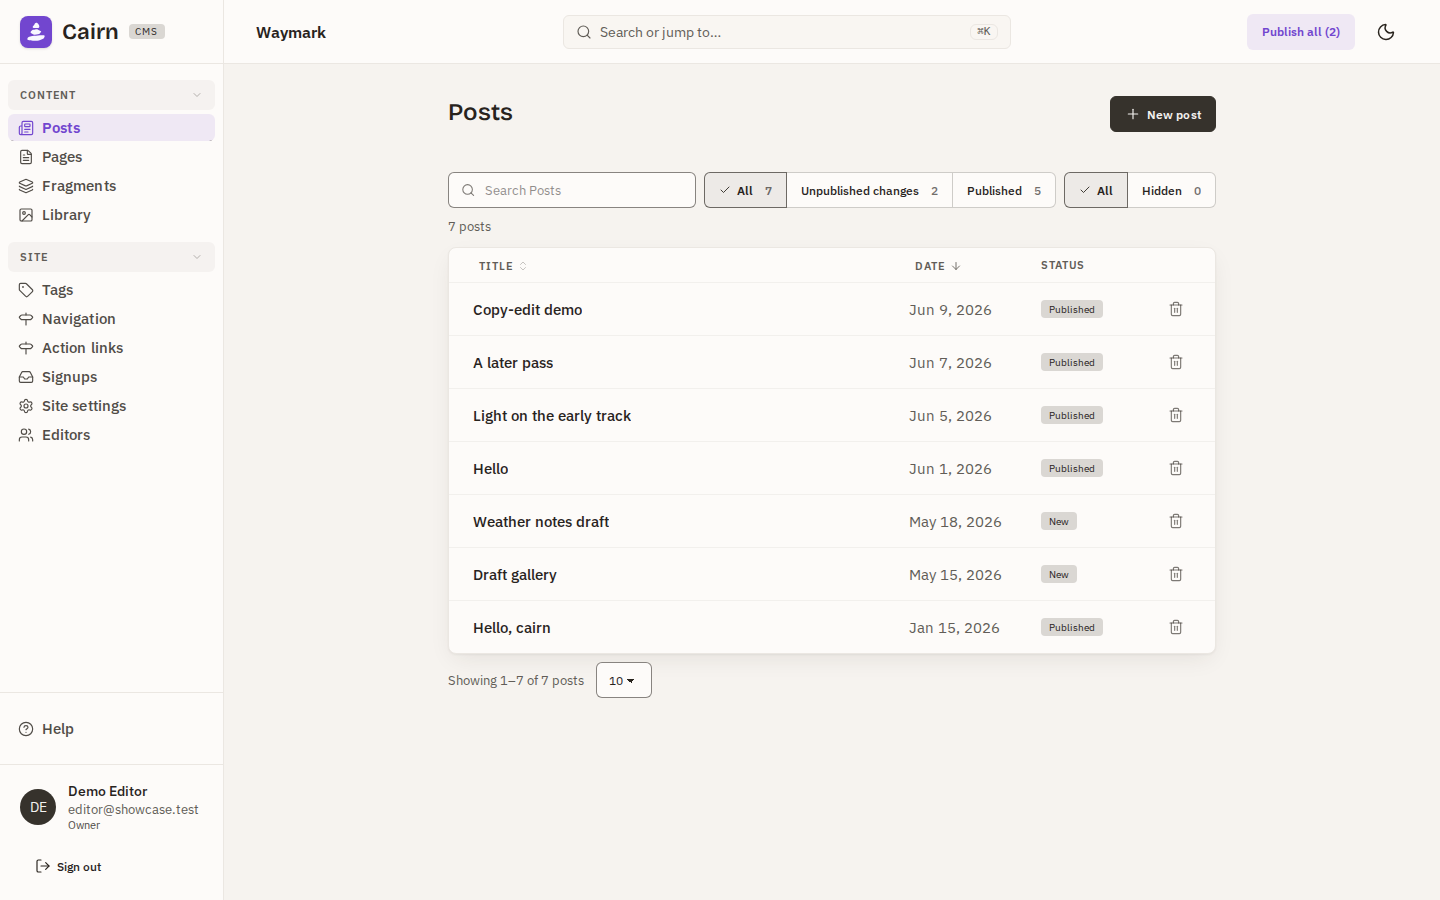 Cairn CMS
Waymark
Search or jump to...
⌘K
Publish all (2)
CONTENT
Posts
Pages
Fragments
Library
SITE
Tags
Navigation
Action links
Signups
Site settings
Editors
Help
DE
Demo Editor
editor@showcase.test
Owner
Sign out
Posts
New post
Search Posts
All 7
Unpublished changes 2
Published 5
All
Hidden 0
7 posts
TITLE DATE STATUS
Copy-edit demo Jun 9, 2026 Published
A later pass Jun 7, 2026 Published
Light on the early track Jun 5, 2026 Published
Hello Jun 1, 2026 Published
Weather notes draft May 18, 2026 New
Draft gallery May 15, 2026 New
Hello, cairn Jan 15, 2026 Published
Showing 1–7 of 7 posts
10